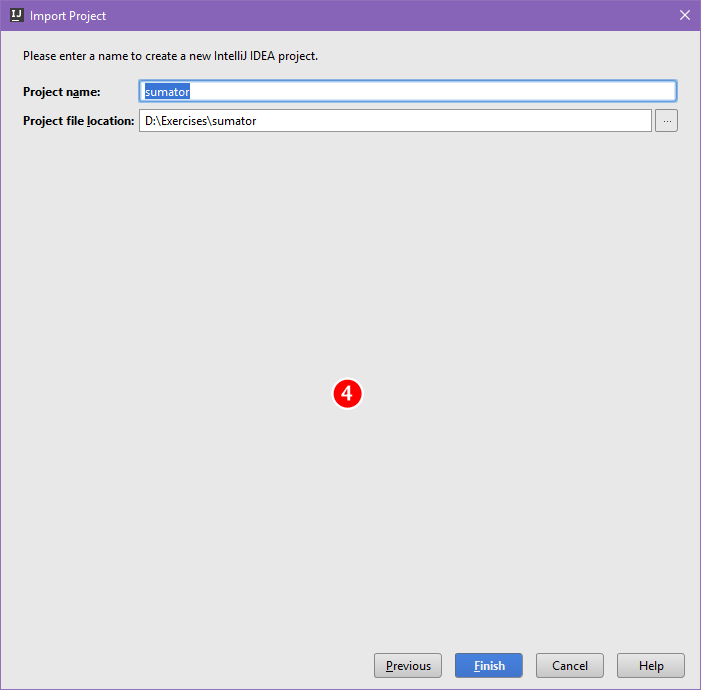 IJ Import Project
Please enter a name to create a new IntelliJ IDEA project.
Project name: sumator
Project file location: D:\Exercises\sumator ...
4
Previous Finish Cancel Help